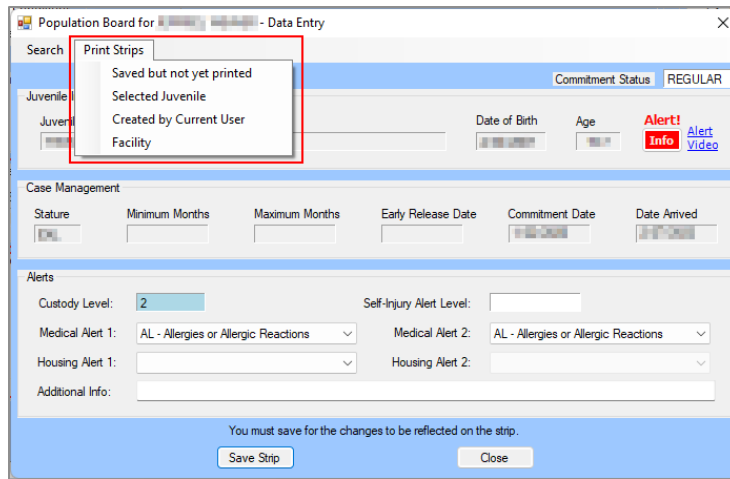 Population Board for - Data Entry
Search Print Strips
Saved but not yet printed
Selected Juvenile
Created by Current User
Facility
Commitment Status REGULAR
Date of Birth Age Alert!
Info Alert Video
Case Management
Stature Minimum Months Maximum Months Early Release Date Commitment Date Date Arrived
Alerts
Custody Level: 2 Self-Injury Alert Level:
Medical Alert 1: AL - Allergies or Allergic Reactions Medical Alert 2: AL - Allergies or Allergic Reactions
Housing Alert 1: Housing Alert 2:
Additional Info:
You must save for the changes to be reflected on the strip.
Save Strip Close